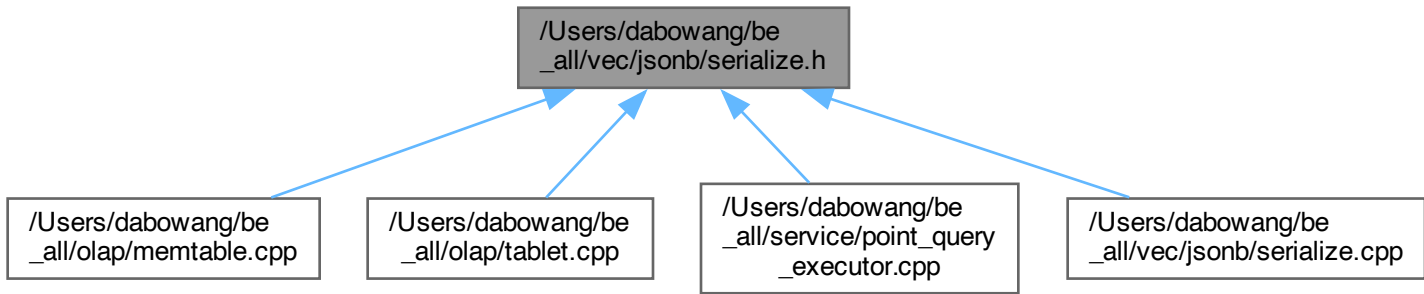 /Users/dabowang/be
_all/vec/jsonb/serialize.h
/Users/dabowang/be
_all/olap/memtable.cpp
/Users/dabowang/be
_all/olap/tablet.cpp
/Users/dabowang/be
_all/service/point_query
_executor.cpp
/Users/dabowang/be
_all/vec/jsonb/serialize.cpp